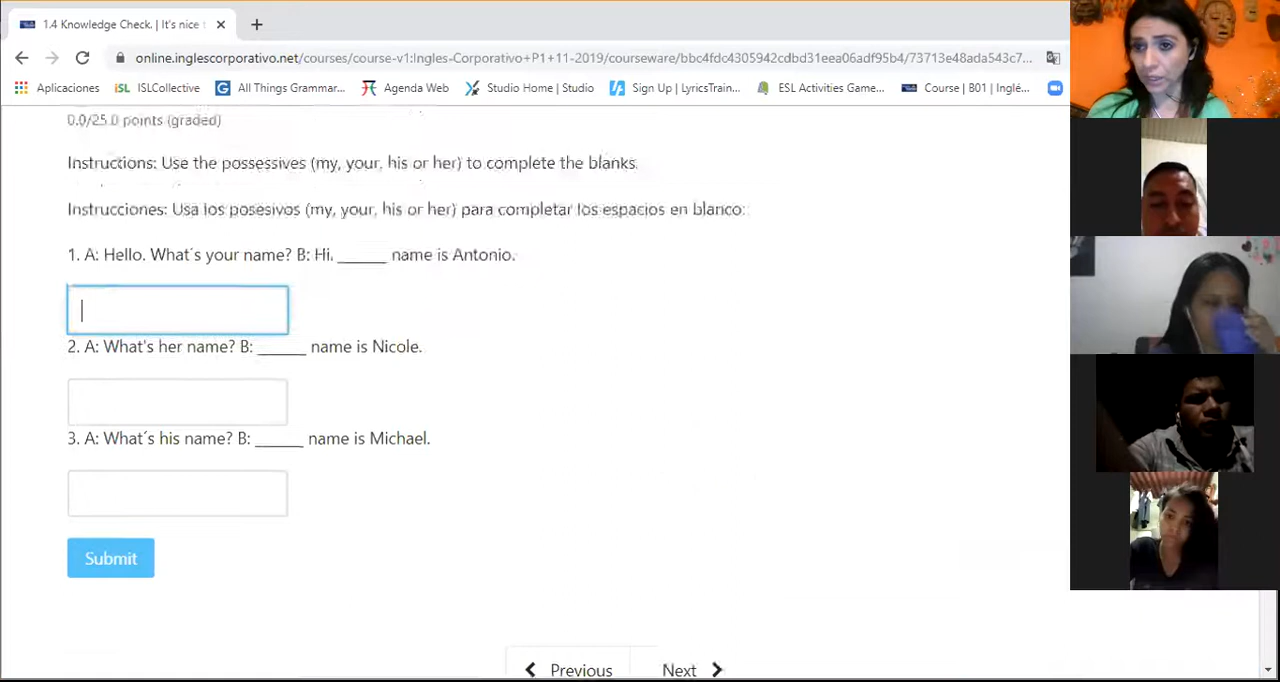 1.4 Knowledge Check. | It's nice t
online.inglescorporativo.net/courses/course-v1:Ingles-Corporativo+P1+11-2019/courseware/bbc4fdc4305942cdbd31eea06adf95b4/73713e48ada543c7...
Aplicaciones iSL ISLCollective G All Things Grammar... Agenda Web Studio Home | Studio Sign Up | LyricsTrain... ESL Activities Game... Course | B01 | Inglé...
0.0/25.0 points (graded)
Instructions: Use the possessives (my, your, his or her) to complete the blanks.
Instrucciones: Usa los posesivos (my, your, his or her) para completar los espacios en blanco:
1. A: Hello. What´s your name? B: Hi. ______ name is Antonio.
2. A: What's her name? B: ______ name is Nicole.
3. A: What´s his name? B: ______ name is Michael.
Submit
Previous Next